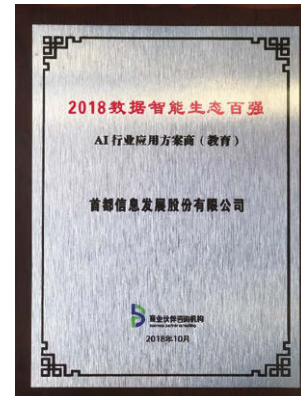 2018数据智能生态百强
AI 行业应用方案商（教育）
首都信息发展股份有限公司
商业伙伴咨询机构
2018年10月